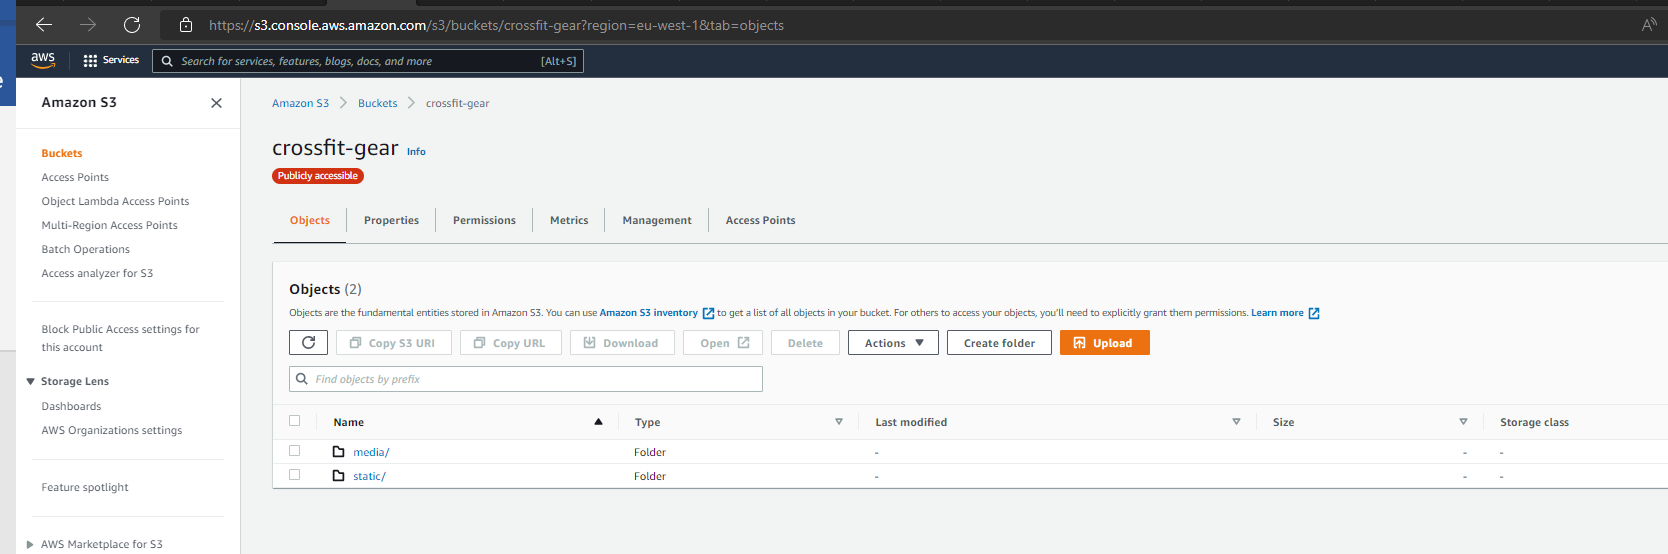 https://s3.console.aws.amazon.com/s3/buckets/crossfit-gear?region=eu-west-1&tab=objects
aws Services Search for services, features, blogs, docs, and more [Alt+S]
e
Amazon S3
Buckets
Access Points
Object Lambda Access Points
Multi-Region Access Points
Batch Operations
Access analyzer for S3
Block Public Access settings for
this account
Storage Lens
Dashboards
AWS Organizations settings
Feature spotlight
AWS Marketplace for S3
Amazon S3 Buckets crossfit-gear
crossfit-gear Info
Publicly accessible
Objects Properties Permissions Metrics Management Access Points
Objects (2)
Objects are the fundamental entities stored in Amazon S3. You can use Amazon S3 inventory to get a list of all objects in your bucket. For others to access your objects, you'll need to explicitly grant them permissions. Learn more
Copy S3 URI Copy URL Download Open Delete Actions Create folder Upload
Find objects by prefix
Name Type Last modified Size Storage class
media/ Folder - - -
static/ Folder - - -